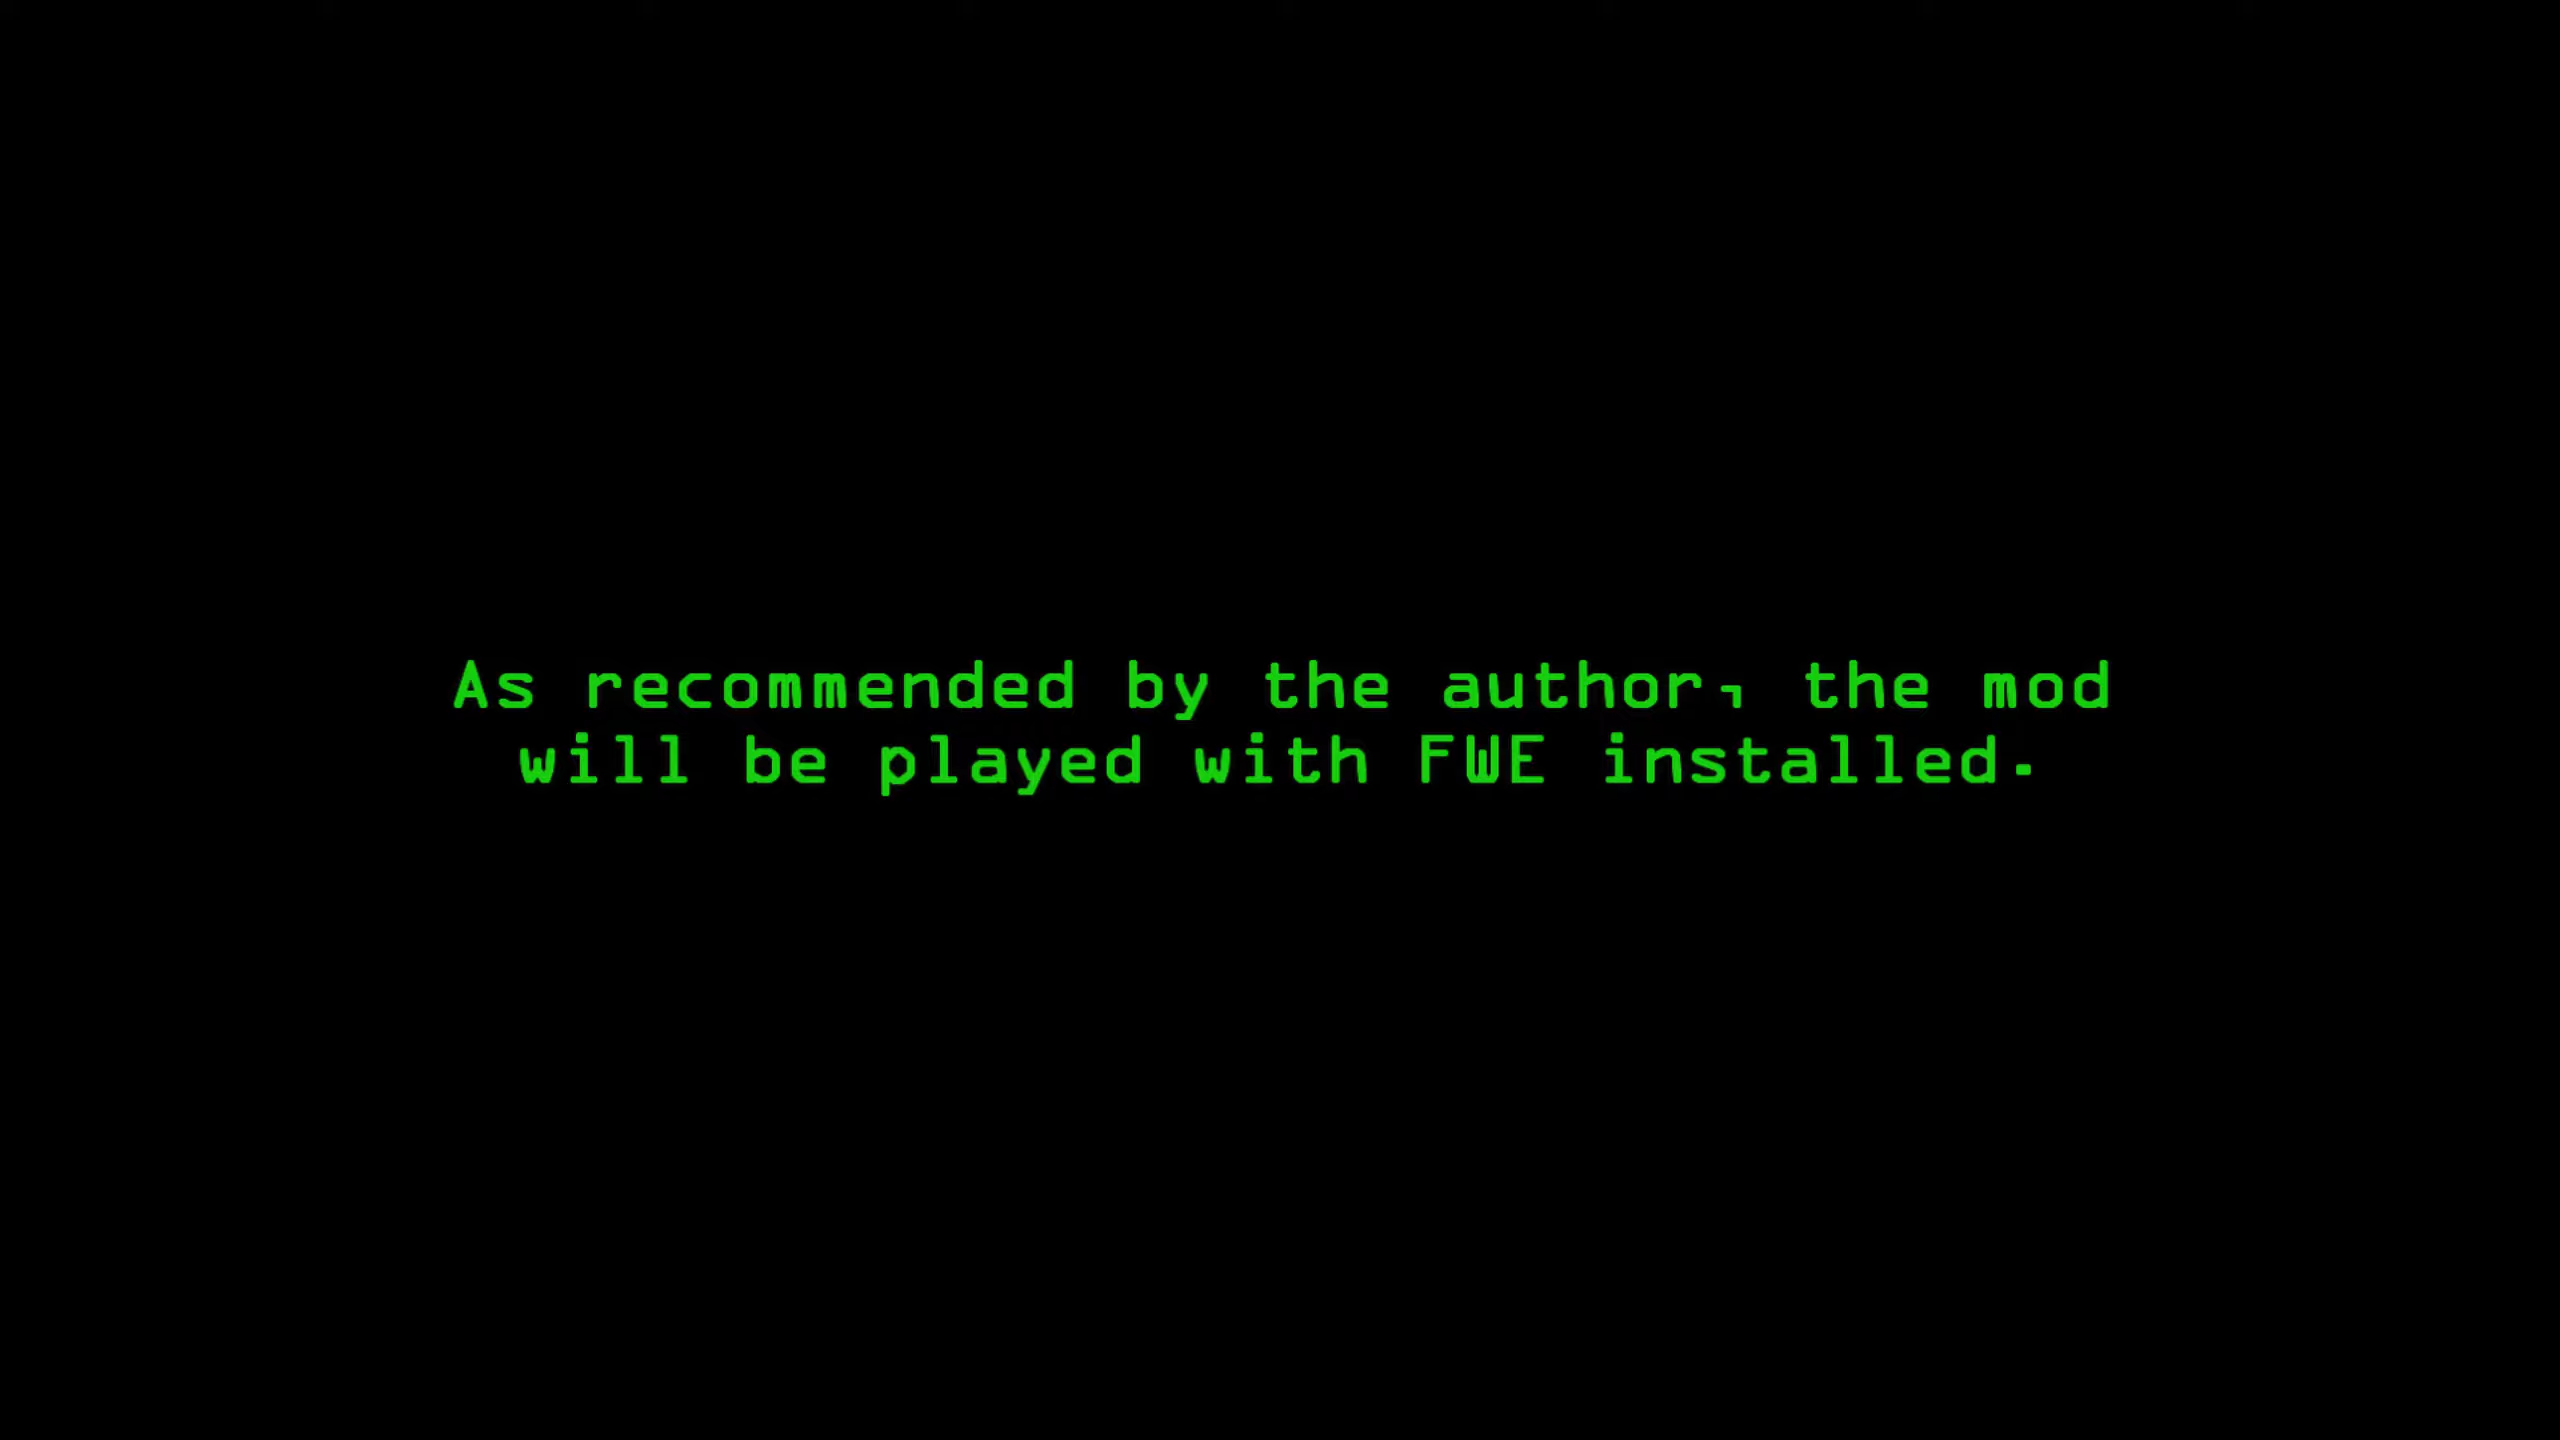 As recommended by the author, the mod
will be played with FWE installed.